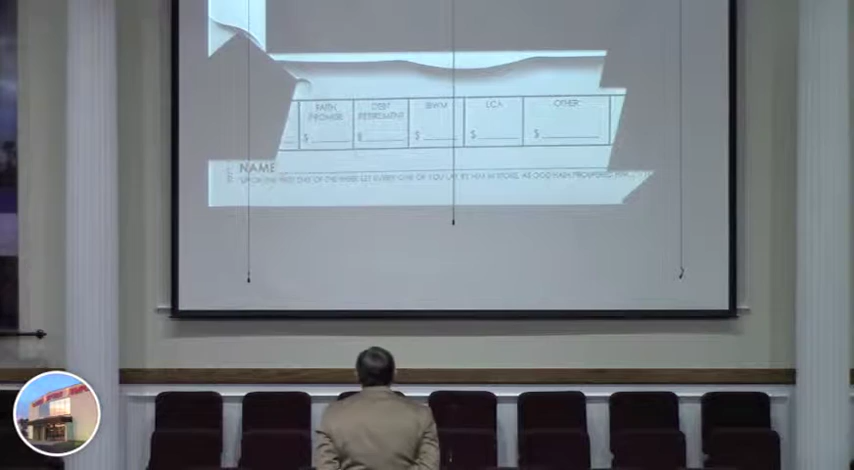 FAITH PROMISE
DEBT RETIREMENT
BWM
LCA
OTHER
$ $ $ $ $
NAME
UPON THE FIRST DAY OF THE WEEK LET EVERY ONE OF YOU LAY BY HIM IN STORE, AS GOD HATH PROSPERED HIM